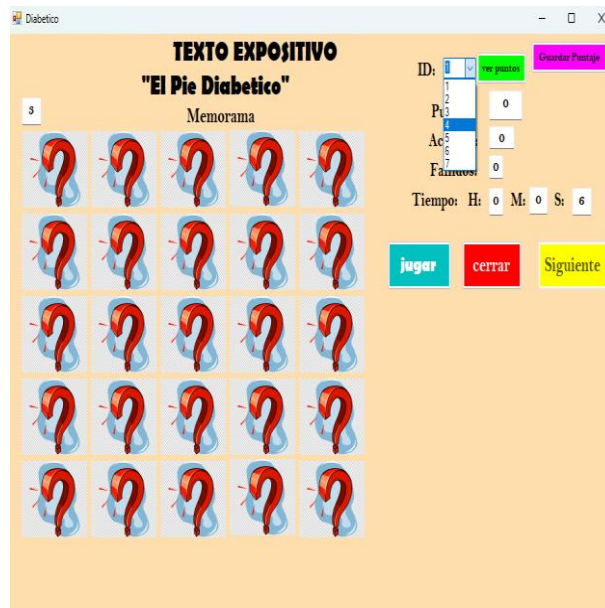 Diabetico
TEXTO EXPOSITIVO
"El Pie Diabetico"
3
Memorama
ID: 1 ver puntos
Guardar Puntaje
1
2
3
4
5
6
7
0
0
0
Tiempo: H: 0 M: 0 S: 6
jugar cerrar Siguiente